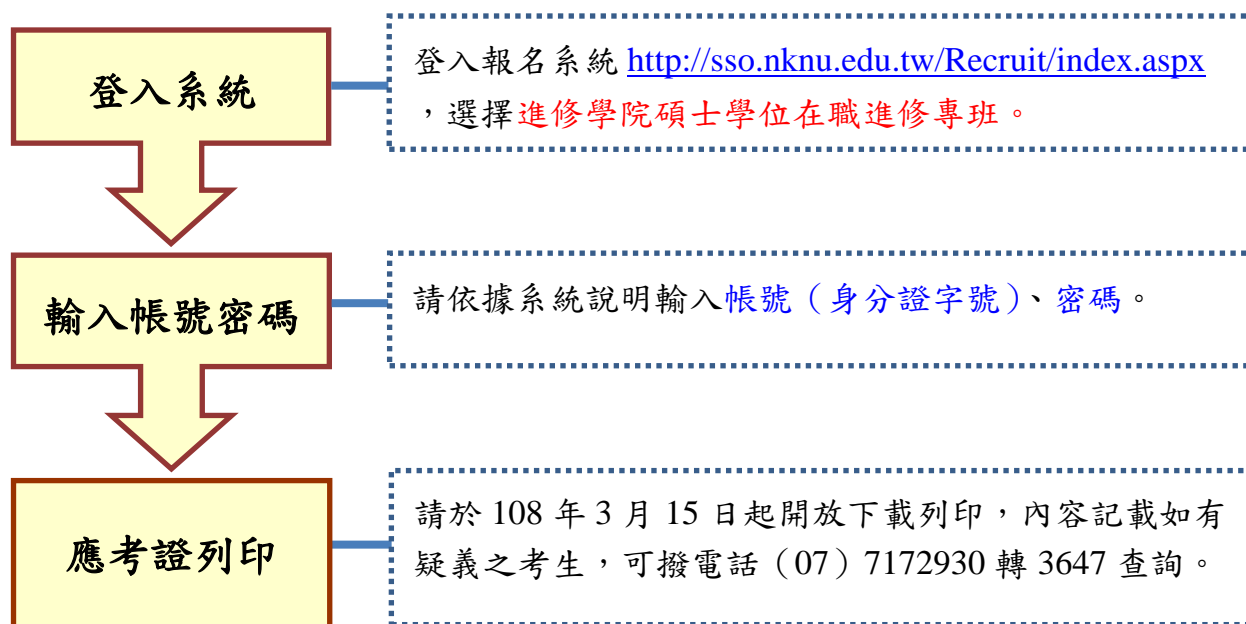 登入系統
登入報名系統 http://sso.nknu.edu.tw/Recruit/index.aspx
，選擇進修學院碩士學位在職進修專班。
輸入帳號密碼
請依據系統說明輸入帳號（身分證字號）、密碼。
應考證列印
請於 108 年 3 月 15 日起開放下載列印，內容記載如有
疑義之考生，可撥電話（07）7172930 轉 3647 查詢。